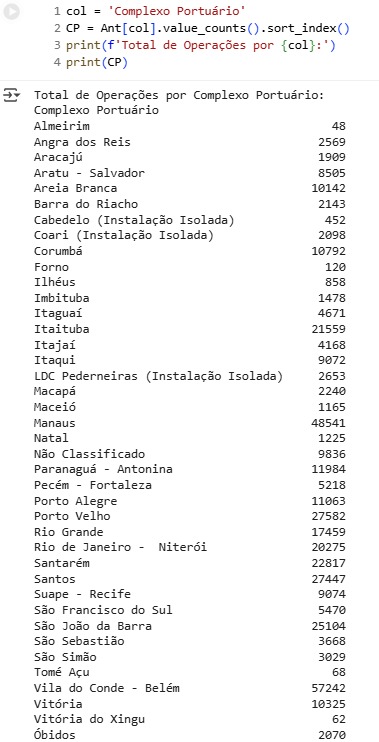 1 col = 'Complexo Portuário'
2 CP = Ant[col].value_counts().sort_index()
3 print(f'Total de Operações por {col}:')
4 print(CP)
Total de Operações por Complexo Portuário:
Complexo Portuário
Almeirim 48
Angra dos Reis 2569
Aracajú 1909
Aratu - Salvador 8505
Areia Branca 10142
Barra do Riacho 2143
Cabedelo (Instalação Isolada) 452
Coari (Instalação Isolada) 2098
Corumbá 10792
Forno 120
Ilhéus 858
Imbituba 1478
Itaguaí 4671
Itaituba 21559
Itajaí 4168
Itaqui 9072
LDC Pederneiras (Instalação Isolada) 2653
Macapá 2240
Maceió 1165
Manaus 48541
Natal 1225
Não Classificado 9836
Paranaguá - Antonina 11984
Pecém - Fortaleza 5218
Porto Alegre 11063
Porto Velho 27582
Rio Grande 17459
Rio de Janeiro -  Niterói 20275
Santarém 22817
Santos 27447
Suape - Recife 9074
São Francisco do Sul 5470
São João da Barra 25104
São Sebastião 3668
São Simão 3029
Tomé Açu 68
Vila do Conde - Belém 57242
Vitória 10325
Vitória do Xingu 62
Óbidos 2070